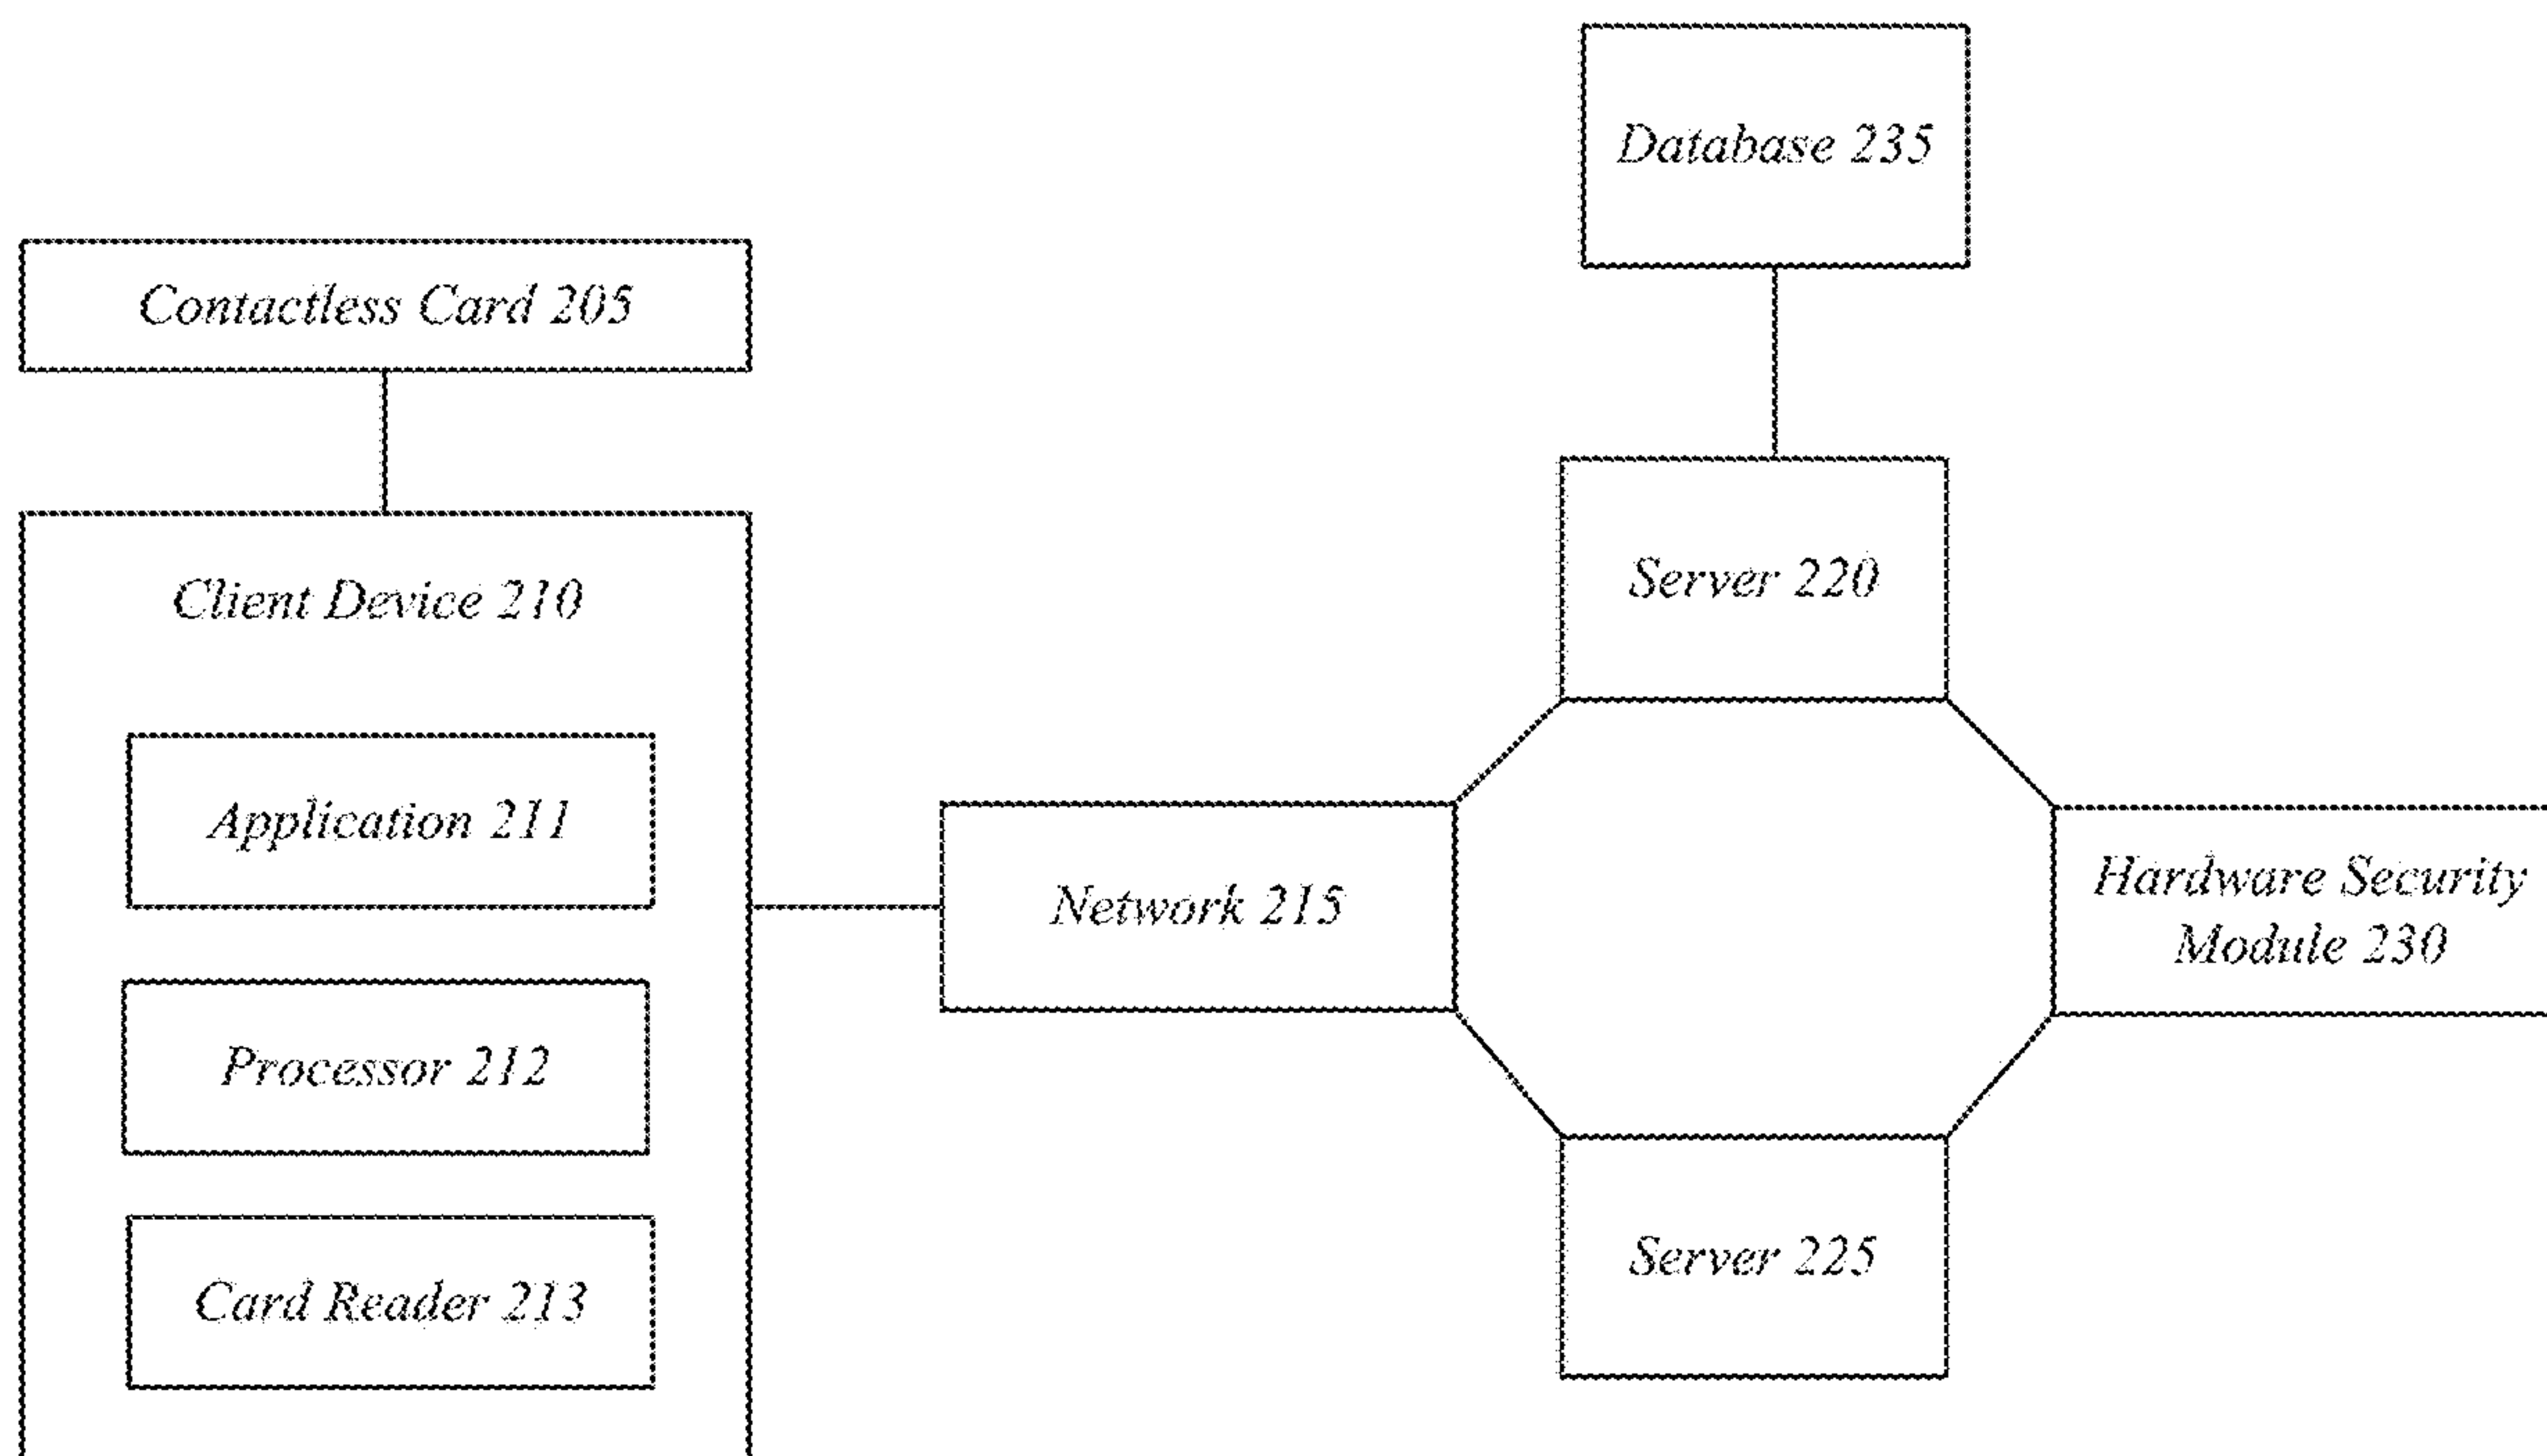 Database 235
Contactless Card 205
Client Device 210
Application 211
Processor 212
Card Reader 213
Network 215
Server 220
Hardware Security
Module 230
Server 225